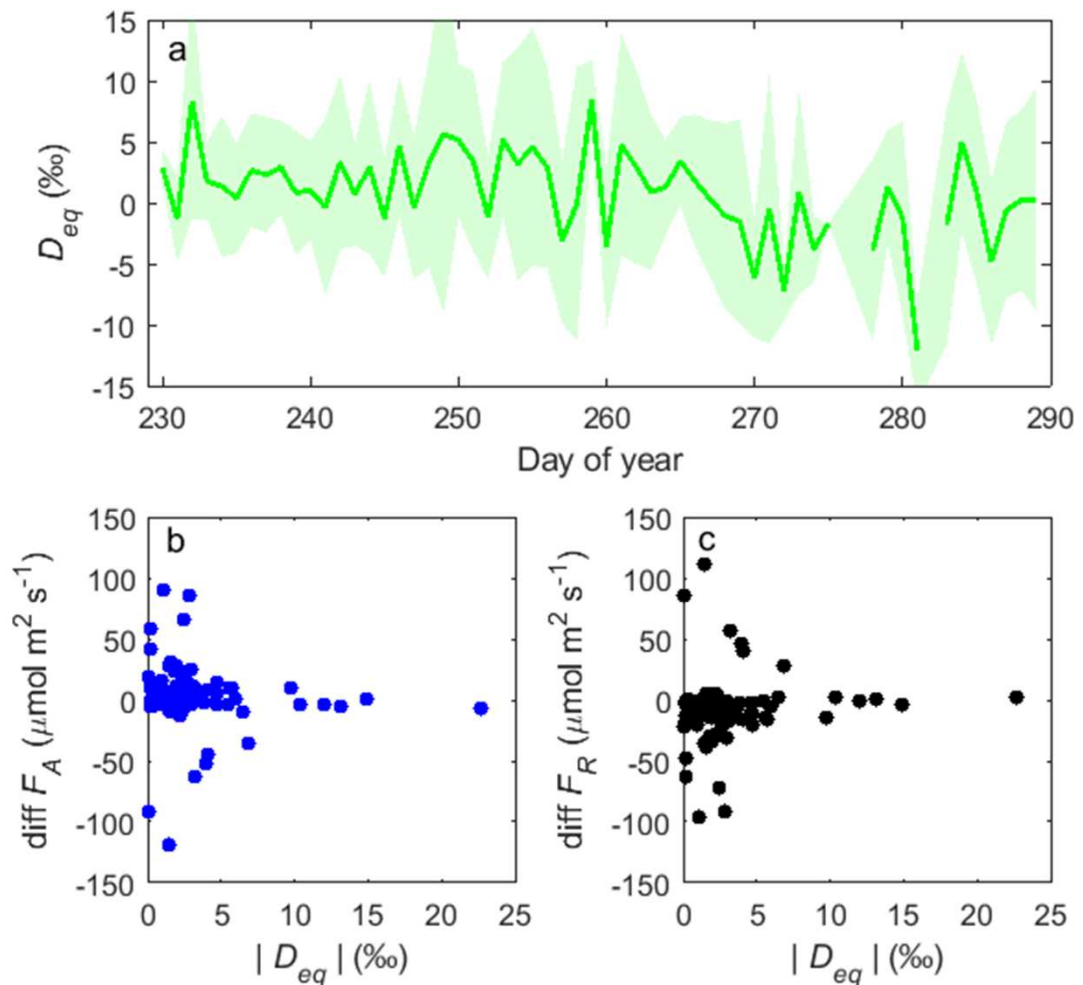 a
15
10
5
0
-5
-10
-15
D_eq (‰)
230 240 250 260 270 280 290
Day of year
b
150
100
50
0
-50
-100
-150
diff F_A (μmol m² s⁻¹)
0 5 10 15 20 25
| D_eq | (‰)
c
150
100
50
0
-50
-100
-150
diff F_R (μmol m² s⁻¹)
0 5 10 15 20 25
| D_eq | (‰)